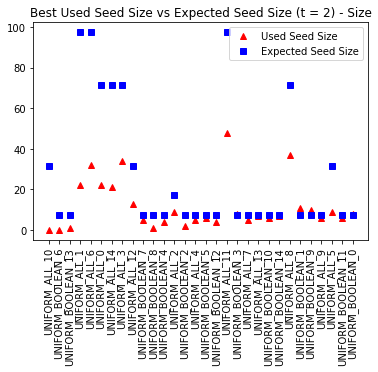 Best Used Seed Size vs Expected Seed Size (t = 2) - Size
Used Seed Size
Expected Seed Size
100
80
60
40
20
0
UNIFORM_ALL_10
UNIFORM_BOOLEAN_6
UNIFORM_BOOLEAN_13
UNIFORM_ALL_1
UNIFORM_ALL_6
UNIFORM_ALL_0
UNIFORM_ALL_14
UNIFORM_ALL_3
UNIFORM_ALL_12
UNIFORM_BOOLEAN_7
UNIFORM_BOOLEAN_8
UNIFORM_BOOLEAN_4
UNIFORM_ALL_2
UNIFORM_BOOLEAN_2
UNIFORM_ALL_4
UNIFORM_BOOLEAN_5
UNIFORM_BOOLEAN_12
UNIFORM_ALL_11
UNIFORM_BOOLEAN_3
UNIFORM_ALL_7
UNIFORM_ALL_13
UNIFORM_BOOLEAN_10
UNIFORM_BOOLEAN_14
UNIFORM_ALL_8
UNIFORM_BOOLEAN_1
UNIFORM_BOOLEAN_9
UNIFORM_ALL_9
UNIFORM_ALL_5
UNIFORM_BOOLEAN_11
UNIFORM_BOOLEAN_0